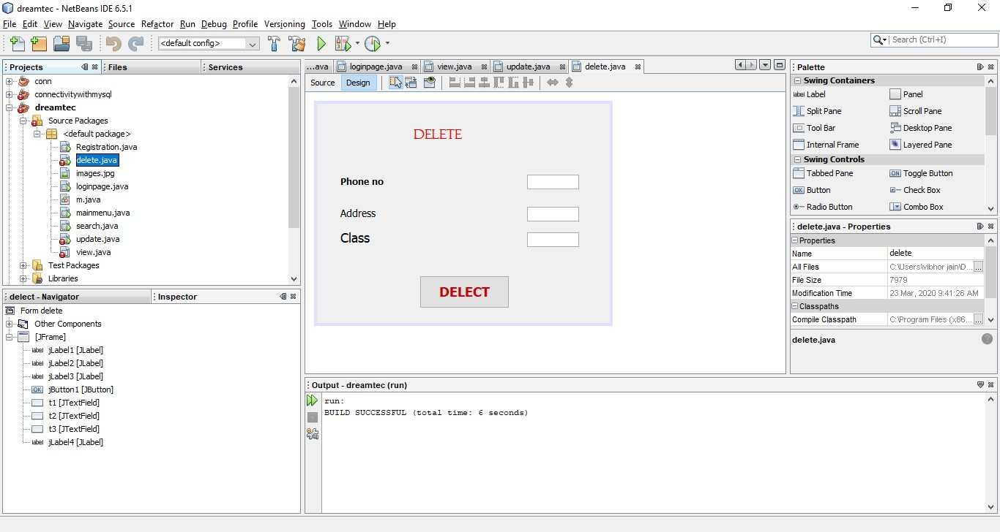 dreamtec - NetBeans IDE 6.5.1
File Edit View Navigate Source Refactor Run Debug Profile Versioning Tools Window Help
<default config>
Search (Ctrl+I)
Projects
Files
Services
conn
connectivitywithmysql
dreamtec
Source Packages
<default package>
Registration.java
delete.java
images.jpg
loginpage.java
m.java
mainmenu.java
search.java
update.java
view.java
Test Packages
Libraries
delect - Navigator
Inspector
Form delete
Other Components
[JFrame]
label jLabel1 [JLabel]
label jLabel2 [JLabel]
label jLabel3 [JLabel]
OK jButton1 [JButton]
t1 [JTextField]
t2 [JTextField]
t3 [JTextField]
label jLabel4 [JLabel]
...ava loginpage.java view.java update.java delete.java
Source Design
DELETE
Phone no
Address
Class
DELECT
Output - dreamtec (run)
run:
BUILD SUCCESSFUL (total time: 6 seconds)
Palette
Swing Containers
label Label Panel
Split Pane Scroll Pane
Tool Bar Desktop Pane
Internal Frame Layered Pane
Swing Controls
Tabbed Pane ON Toggle Button
OK Button Check Box
Radio Button Combo Box
delete.java - Properties
Properties
Name delete
All Files C:\Users\vibhor jain\D... ...
File Size 7979
Modification Time 23 Mar, 2020 9:41:26 AM
Classpaths
Compile Classpath C:\Program Files (x86... ...
delete.java ?